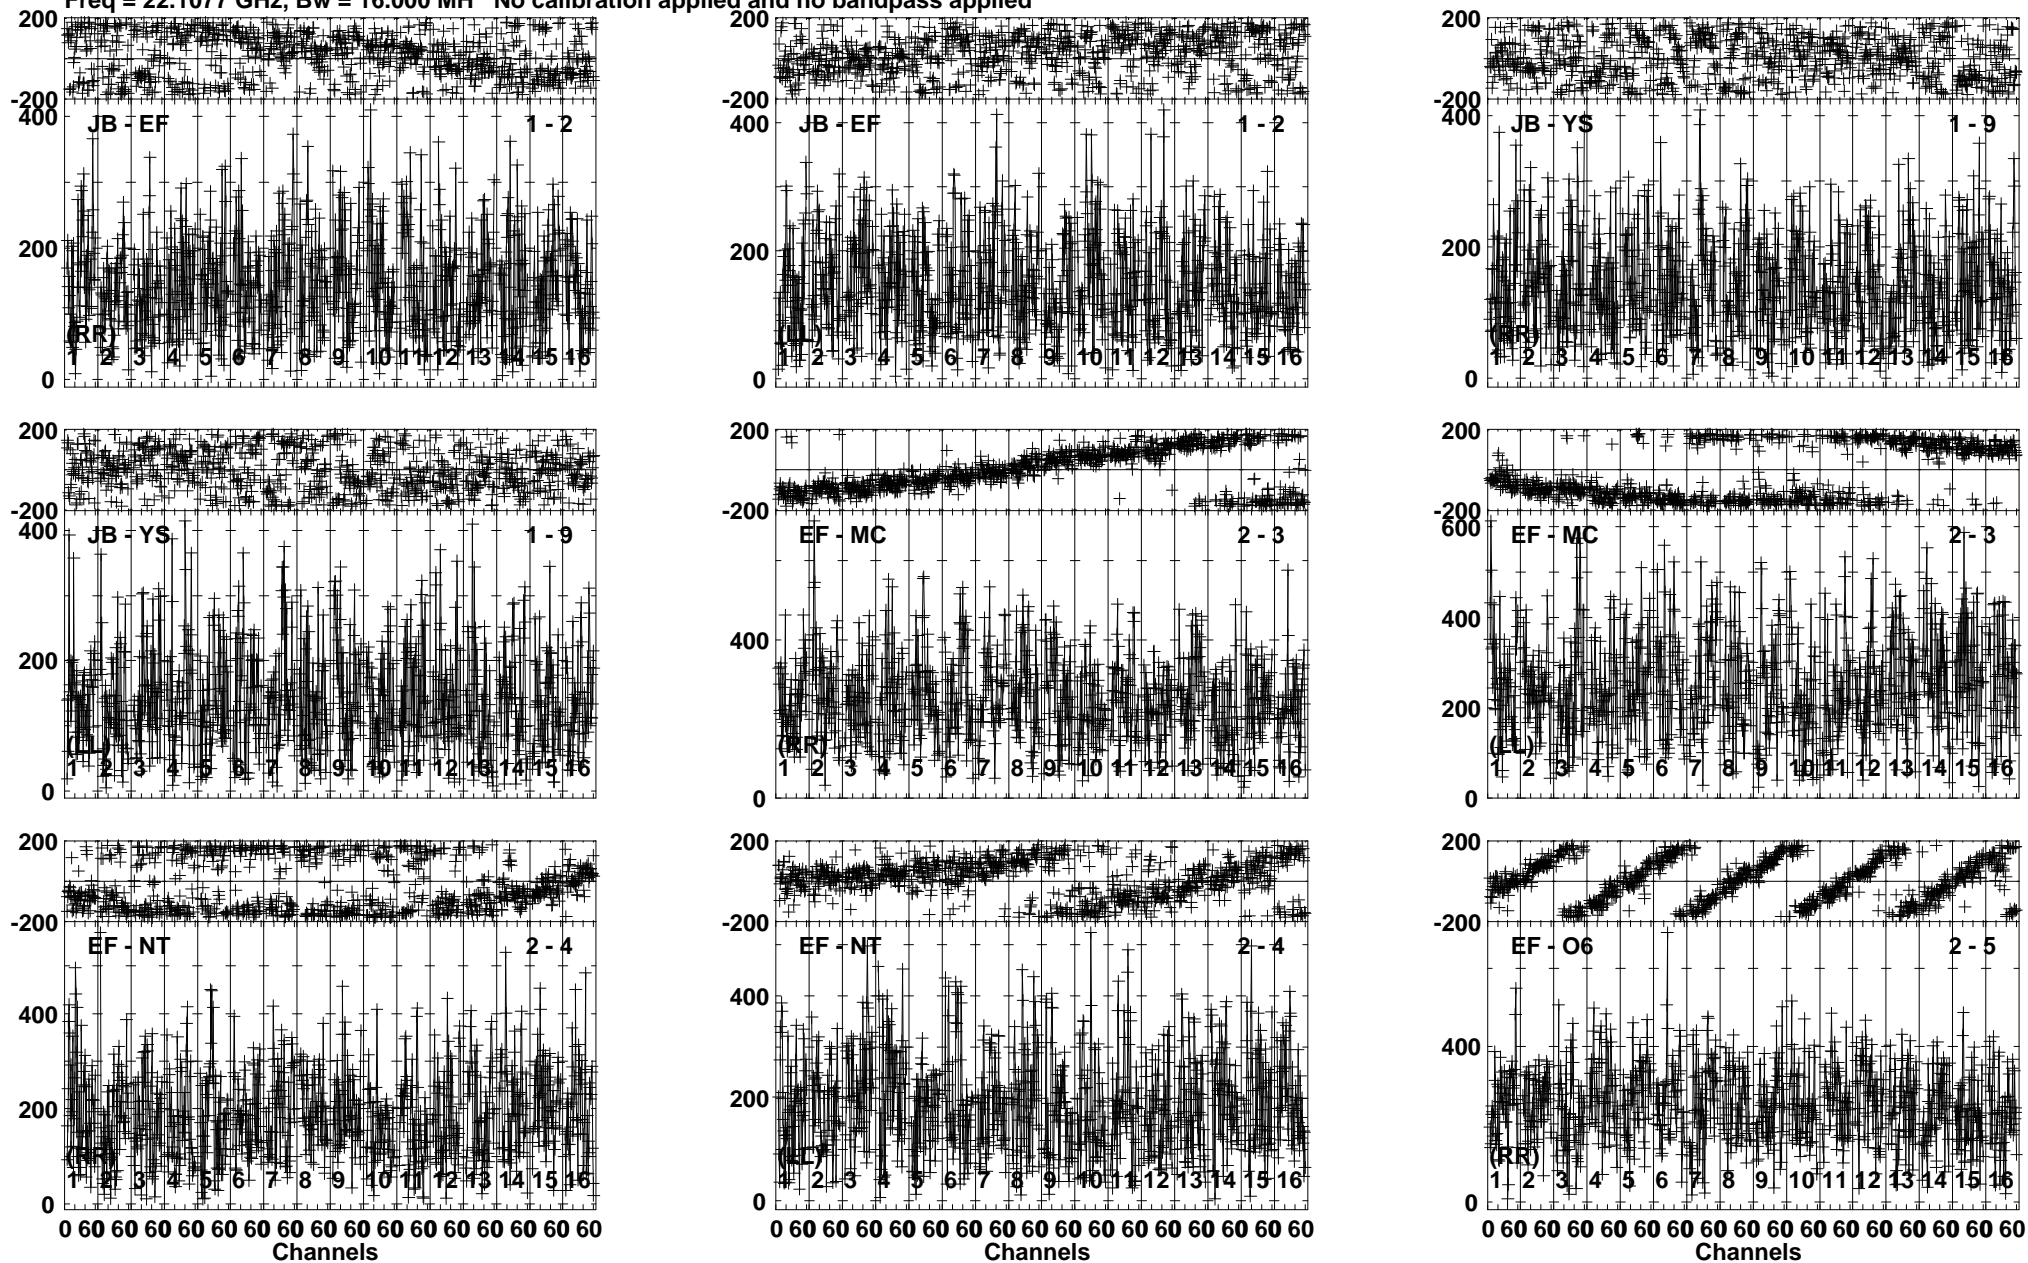 Freq = 22.1077 GHz, Bw = 16.000 MH No calibration applied and no bandpass applied
200 200 200
-200 -200 -200
400 JB - EF 1 - 2 400 JB - EF 1 - 2 400 JB - YS 1 - 9
200 200 200
(RR) (LL) (RR)
1 2 3 4 5 6 7 8 9 10 11 12 13 14 15 16 1 2 3 4 5 6 7 8 9 10 11 12 13 14 15 16 1 2 3 4 5 6 7 8 9 10 11 12 13 14 15 16
0 0 0
200 200 200
-200 -200 -200
400 JB - YS 1 - 9 EF - MC 2 - 3 600 EF - MC 2 - 3
200 400 400
200
(LL) (RR) (LL)
1 2 3 4 5 6 7 8 9 10 11 12 13 14 15 16 1 2 3 4 5 6 7 8 9 10 11 12 13 14 15 16 1 2 3 4 5 6 7 8 9 10 11 12 13 14 15 16
0 0 0
200 200 200
-200 -200 -200
EF - NT 2 - 4 EF - NT 2 - 4 EF - O6 2 - 5
400 400 400
200 200 200
(RR) (LL) (RR)
1 2 3 4 5 6 7 8 9 10 11 12 13 14 15 16 1 2 3 4 5 6 7 8 9 10 11 12 13 14 15 16 1 2 3 4 5 6 7 8 9 10 11 12 13 14 15 16
0 0 0
0 60 60 60 60 60 60 60 60 60 60 60 60 60 60 60 60 0 60 60 60 60 60 60 60 60 60 60 60 60 60 60 60 60 0 60 60 60 60 60 60 60 60 60 60 60 60 60 60 60 60
Channels Channels Channels